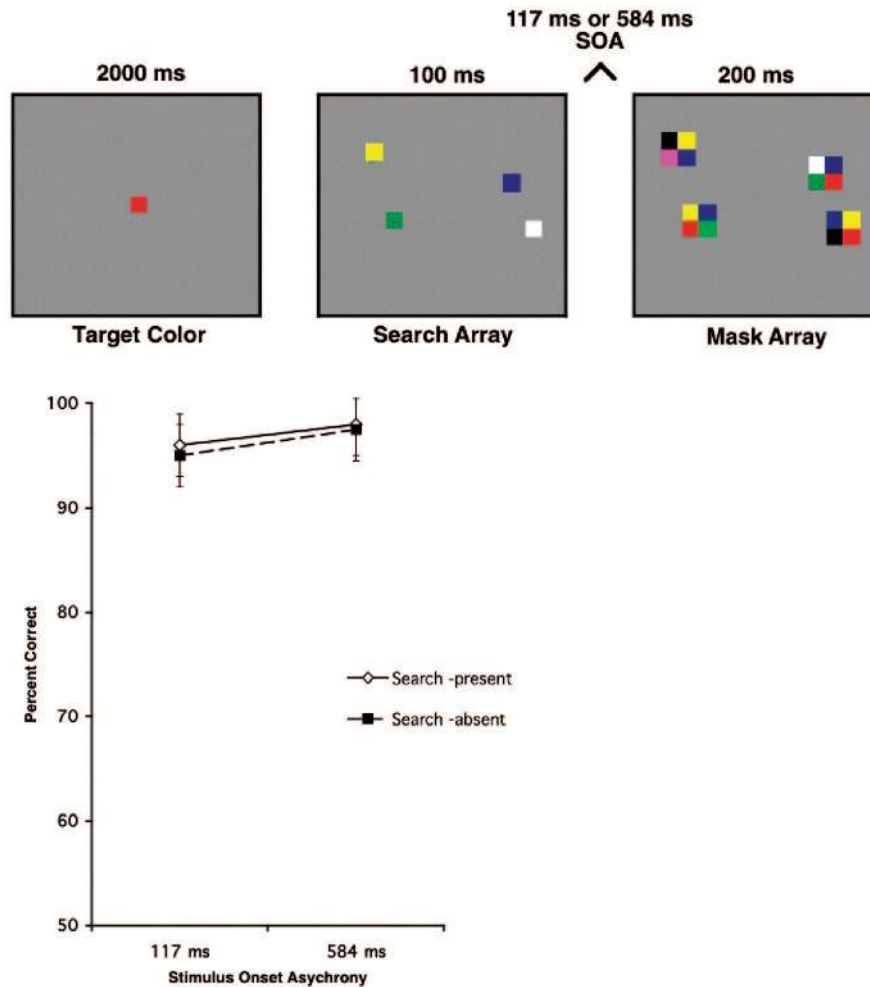 117 ms or 584 ms
SOA
2000 ms
100 ms
200 ms
Target Color
Search Array
Mask Array
100
90
80
70
60
50
Percent Correct
Search -present
Search -absent
117 ms
584 ms
Stimulus Onset Asychrony